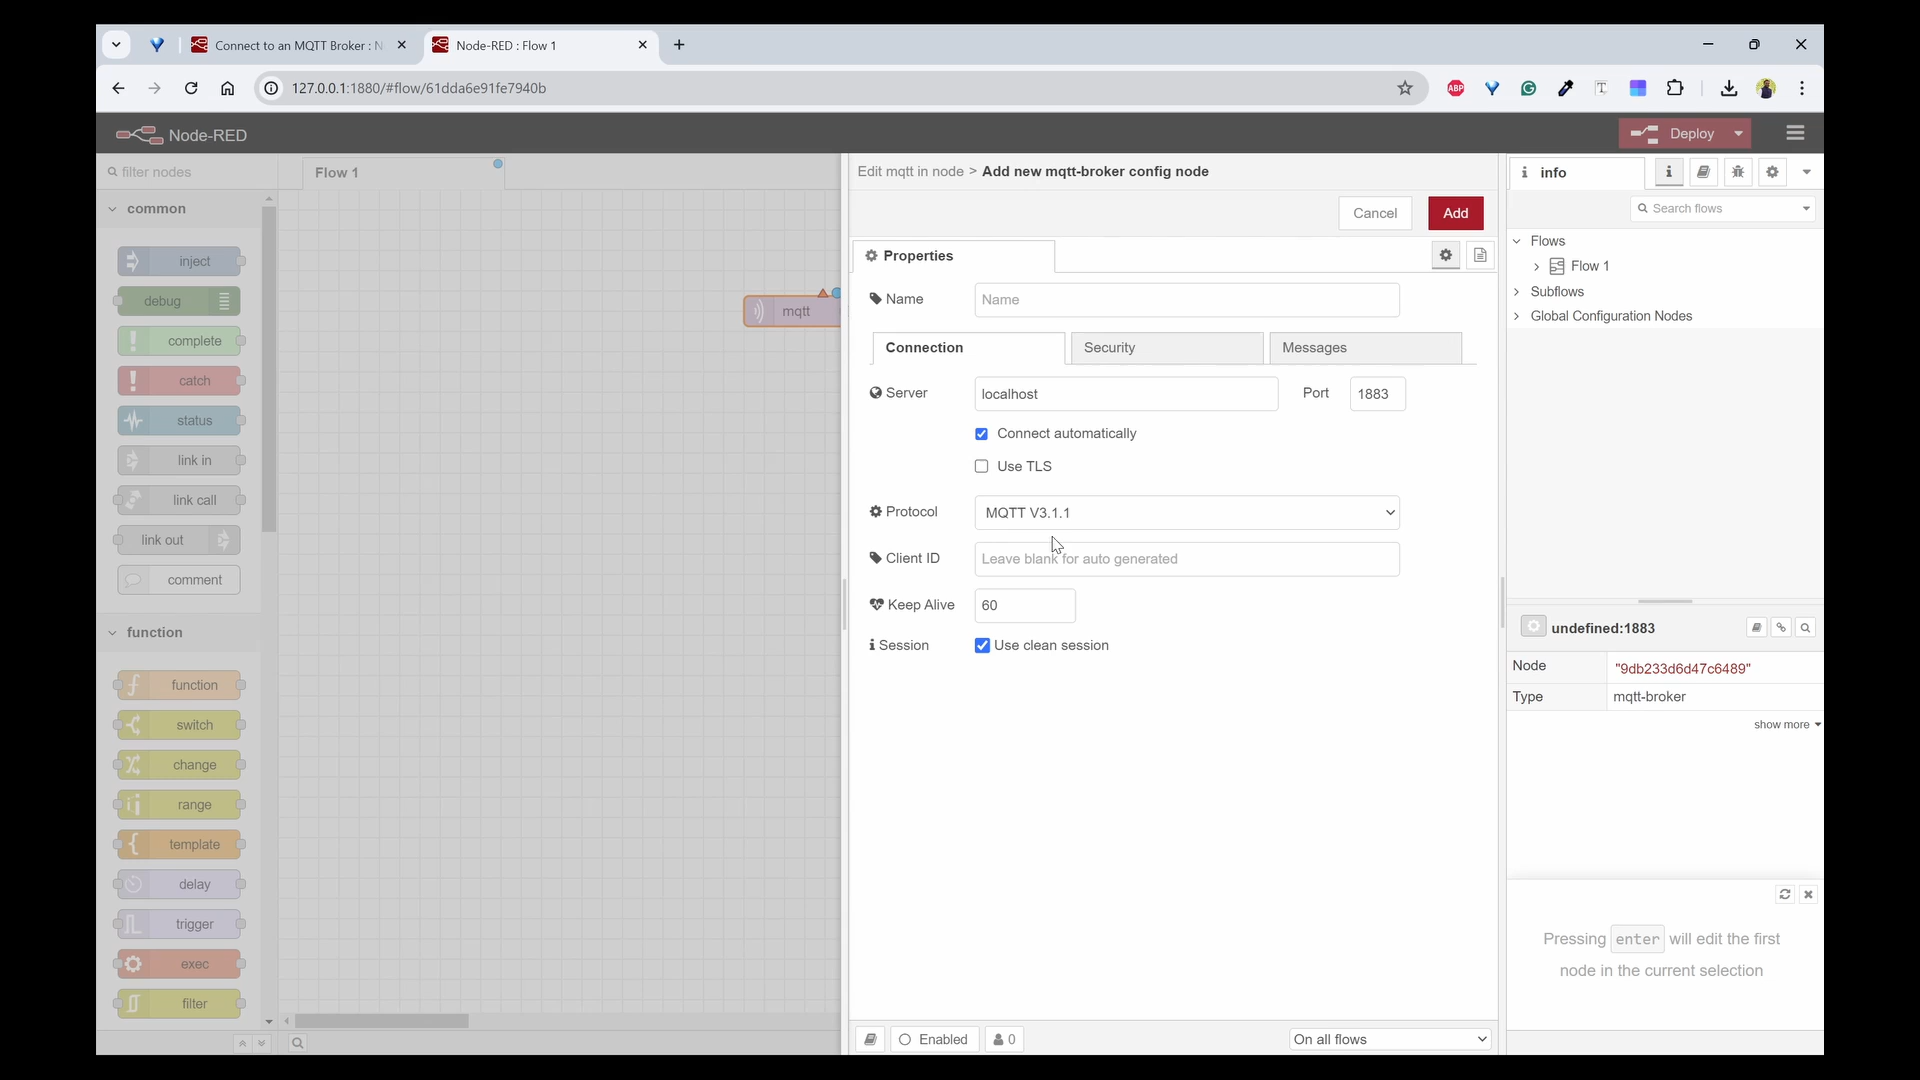 Connect to an MQTT Broker : N
Node-RED : Flow 1
127.0.0.1:1880/#flow/61dda6e91fe7940b
ABP
Node-RED
Deploy
filter nodes
Flow 1
common
inject
debug
complete
catch
status
link in
link call
link out
comment
function
function
switch
change
range
template
delay
trigger
exec
filter
mqtt
Edit mqtt in node > Add new mqtt-broker config node
Cancel
Add
Properties
Name
Name
Connection
Security
Messages
Server
localhost
Port
1883
Connect automatically
Use TLS
Protocol
MQTT V3.1.1
Client ID
Leave blank for auto generated
Keep Alive
60
Session
Use clean session
Enabled
0
On all flows
info
Search flows
Flows
Flow 1
Subflows
Global Configuration Nodes
undefined:1883
Node
"9db233d6d47c6489"
Type
mqtt-broker
show more
Pressing enter will edit the first
node in the current selection